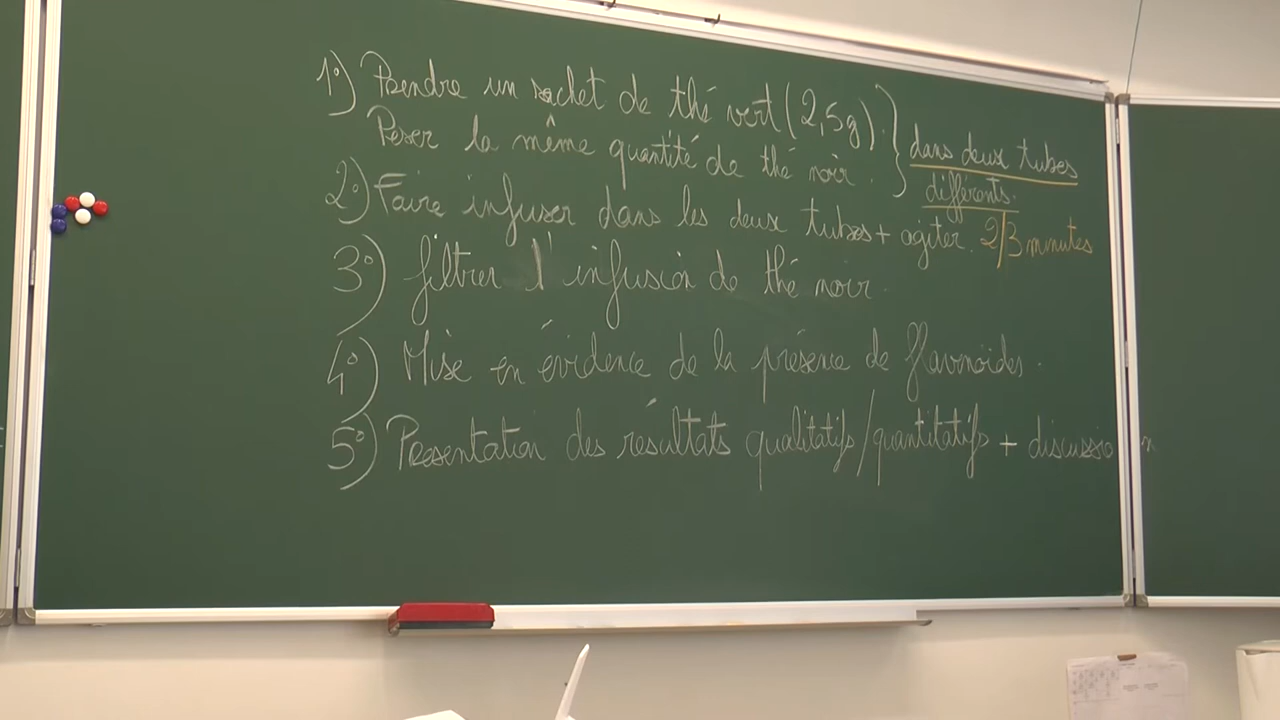 1°) Prendre un sachet de thé vert (2,5g).
Peser la même quantité de thé noir.
} dans deux tubes
différents.
2°) Faire infuser dans les deux tubes + agiter. 2/3 minutes
3°) filtrer l'infusion de thé noir.
4°) Mise en évidence de la présence de flavnoïdes.
5°) Présentation des résultats qualitatifs/quantitatifs + discussion